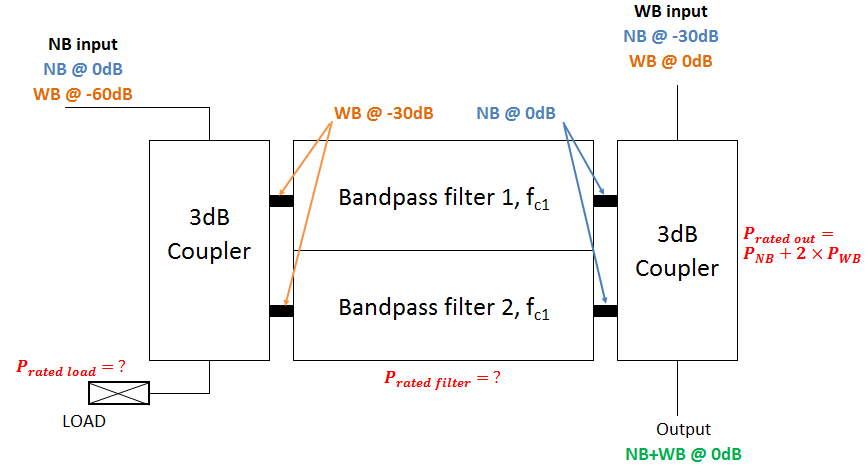 NB input
NB @ 0dB
WB @ -60dB
WB input
NB @ -30dB
WB @ 0dB
WB @ -30dB
NB @ 0dB
3dB
Coupler
Bandpass filter 1, fc1
Bandpass filter 2, fc1
3dB
Coupler
Prated out =
PNB + 2 × PWB
Prated load = ?
LOAD
Prated filter = ?
Output
NB+WB @ 0dB